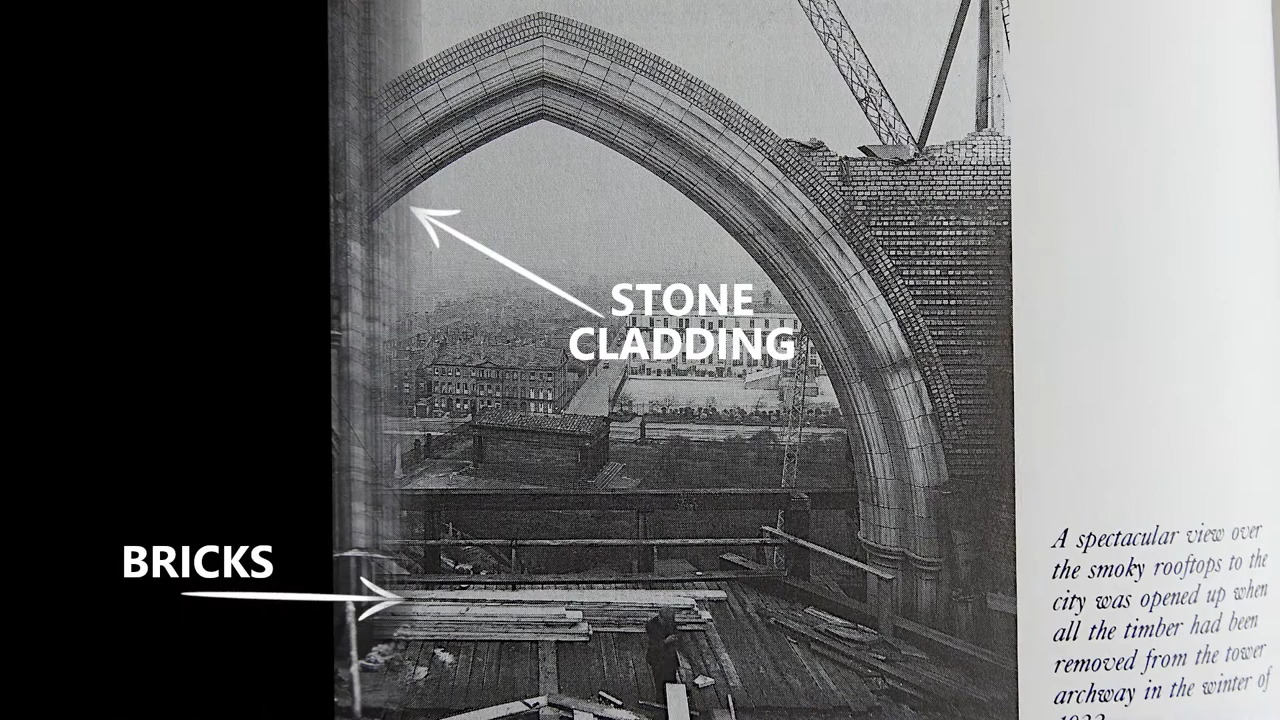 STONE
CLADDING
BRICKS
A spectacular view over
the smoky rooftops to the
city was opened up when
all the timber had been
removed from the tower
archway in the winter of